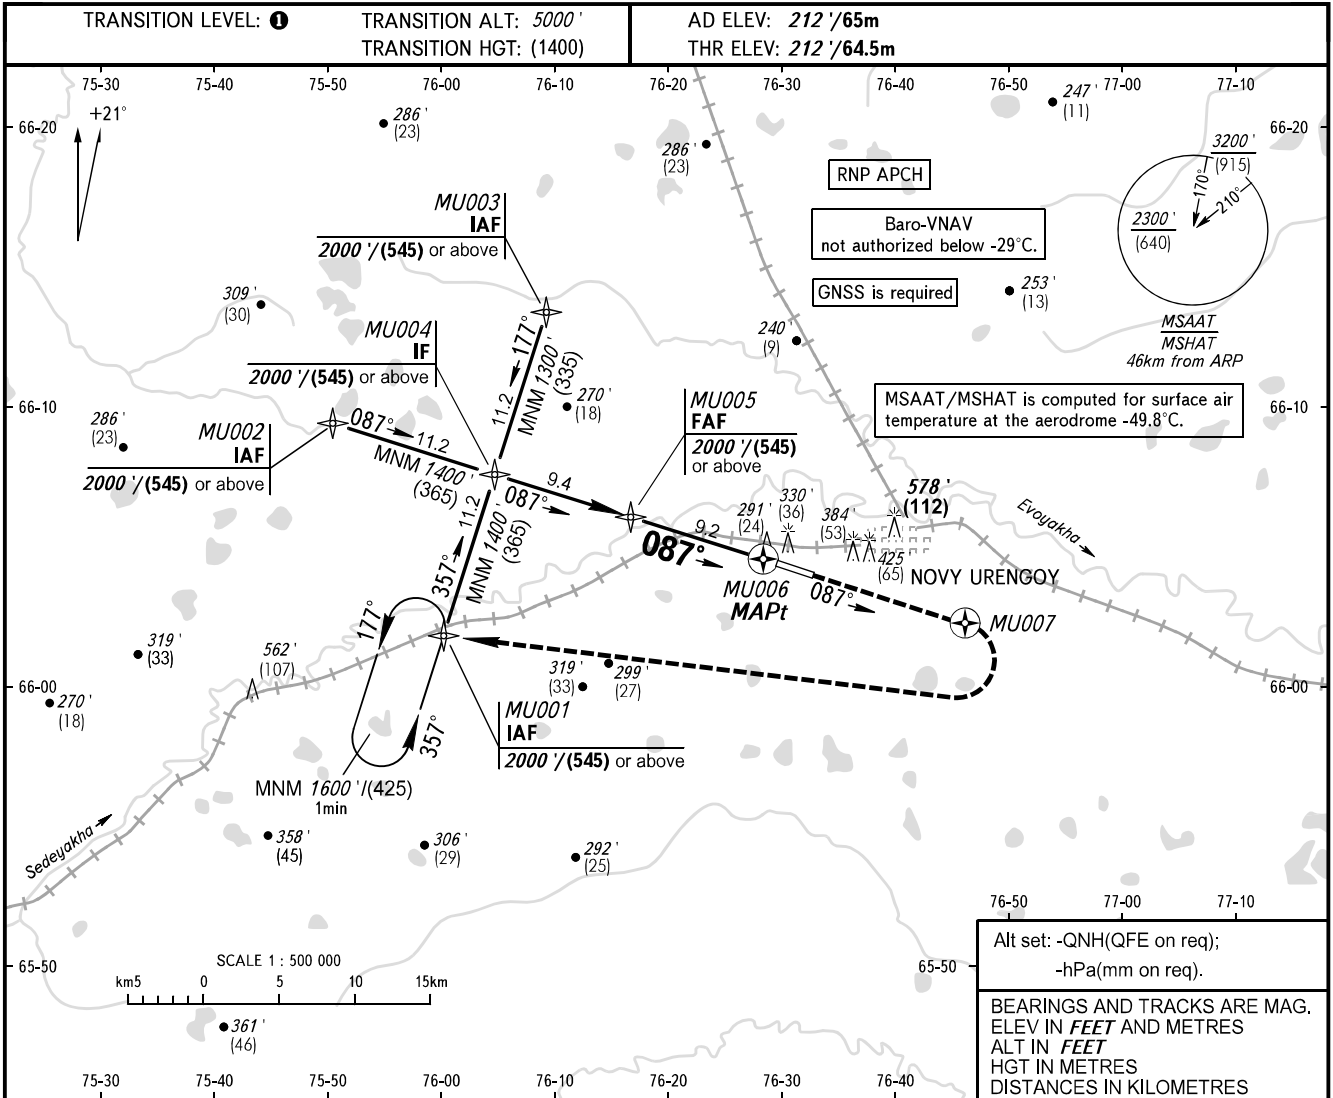 TRANSITION LEVEL: ❶
TRANSITION ALT: 5000 '
TRANSITION HGT: (1400)
AD ELEV: 212 '/65m
THR ELEV: 212 '/64.5m
75-30 75-40 75-50 76-00 76-10 76-20 76-30 76-40 76-50 77-00 77-10
+21°
66-20
66-20
286 '
(23)
286 '
(23)
247 '
(11)
3200 '
(915)
170°
210°
2300 '
(640)
MSAAT
MSHAT
46km from ARP
RNP APCH
Baro-VNAV
not authorized below -29°C.
GNSS is required
253 '
(13)
MU003
IAF
2000 '/(545) or above
309 '
(30)
MU004
IF
2000 '/(545) or above
177°
11.2
MNM 1300 '
(335)
240 '
(9)
270 '
(18)
MSAAT/MSHAT is computed for surface air
temperature at the aerodrome -49.8°C.
66-10
66-10
286 '
(23)
MU002
IAF
2000 '/(545) or above
087°
11.2
MNM 1400 '
(365)
MU005
FAF
2000 '/(545)
or above
087°
9.4
9.2
087°
291 '
(24)
330 '
(36)
384 '
(53)
578 '
(112)
425
(65)
NOVY URENGOY
Evoyakha
MU006
MAPt
087°
MU007
11.2
357°
MNM 1400 '
(365)
177°
357°
319 '
(33)
562 '
(107)
270 '
(18)
66-00
66-00
319 '
(33)
299 '
(27)
MU001
IAF
2000 '/(545) or above
MNM 1600 '/(425)
1min
Sedeyakha
358 '
(45)
306 '
(29)
292 '
(25)
361 '
(46)
65-50
65-50
SCALE 1 : 500 000
km5 0 5 10 15km
76-50 77-00 77-10
75-30 75-40 75-50 76-00 76-10 76-20 76-30 76-40
Alt set: -QNH(QFE on req);
-hPa(mm on req).
BEARINGS AND TRACKS ARE MAG.
ELEV IN FEET AND METRES
ALT IN FEET
HGT IN METRES
DISTANCES IN KILOMETRES